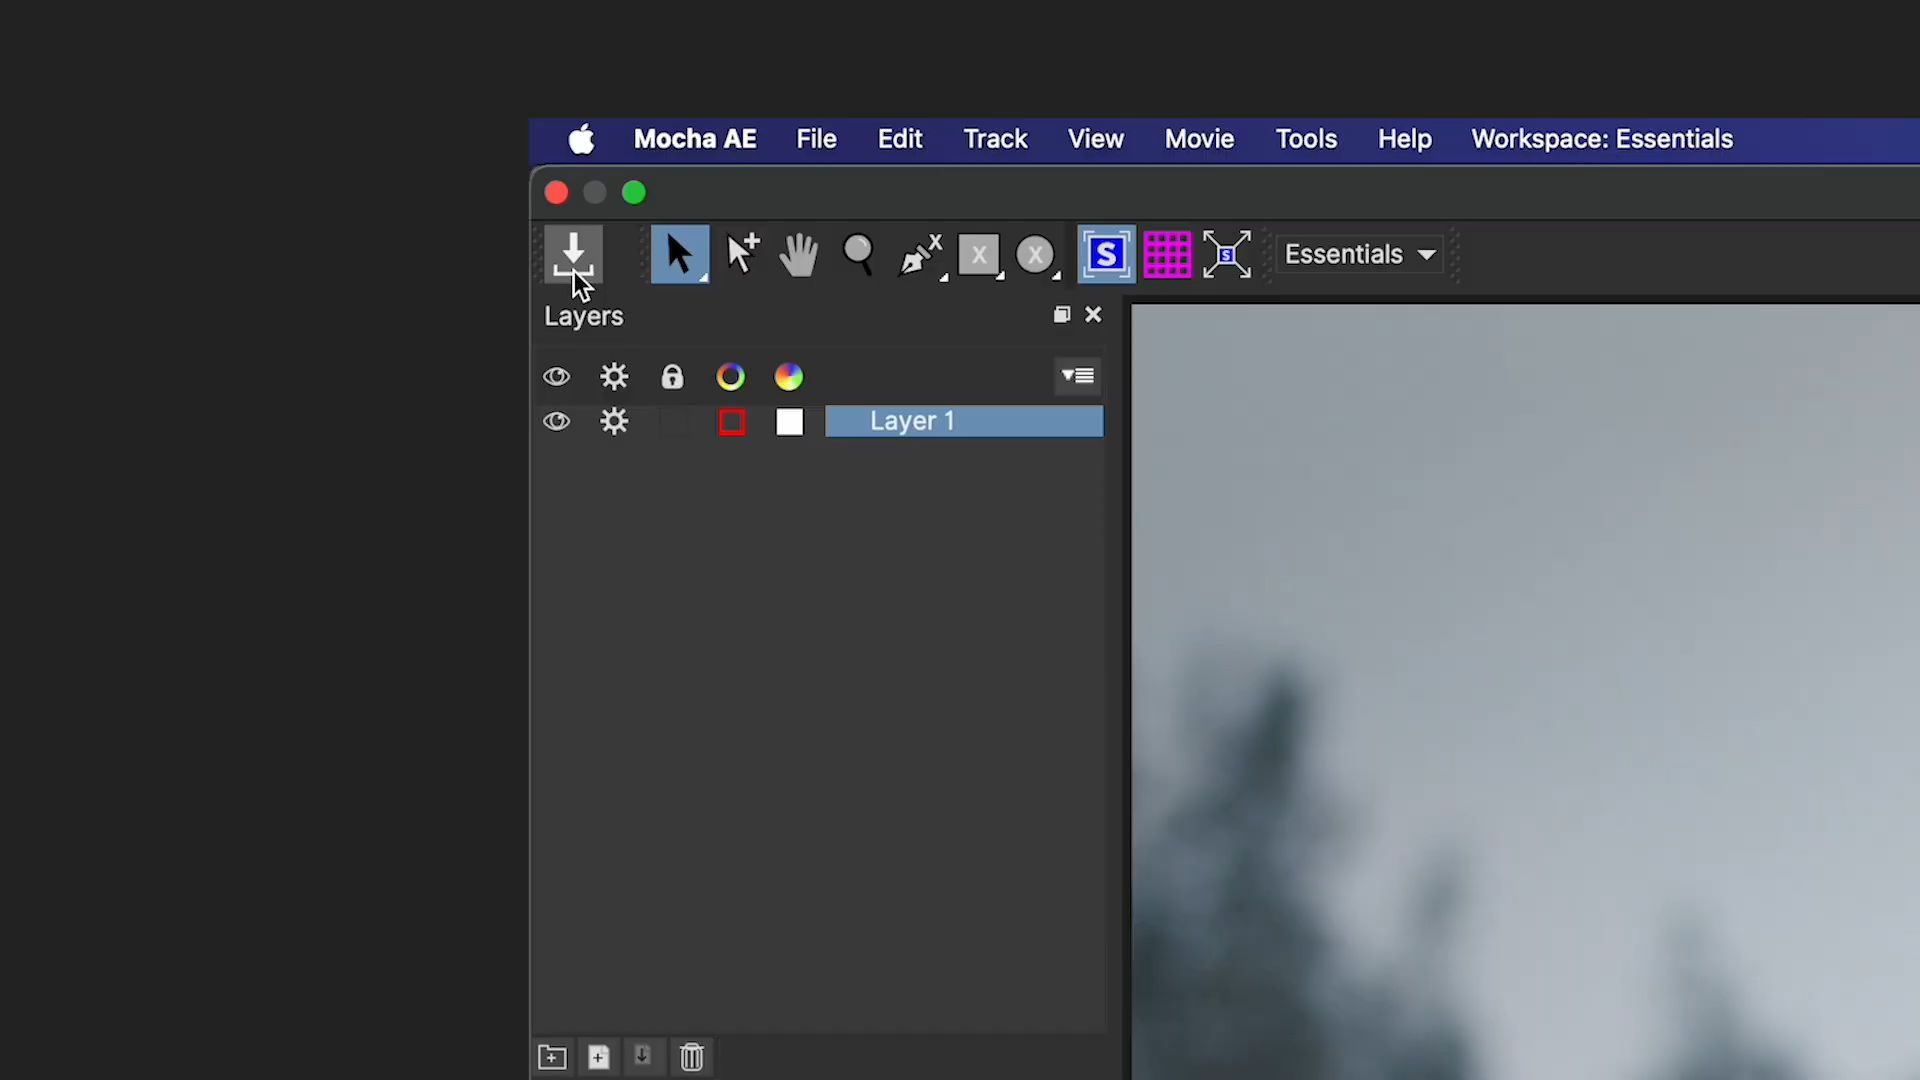 Mocha AE File Edit Track View Movie Tools Help Workspace: Essentials
X X X S S Essentials
Layers
Layer 1